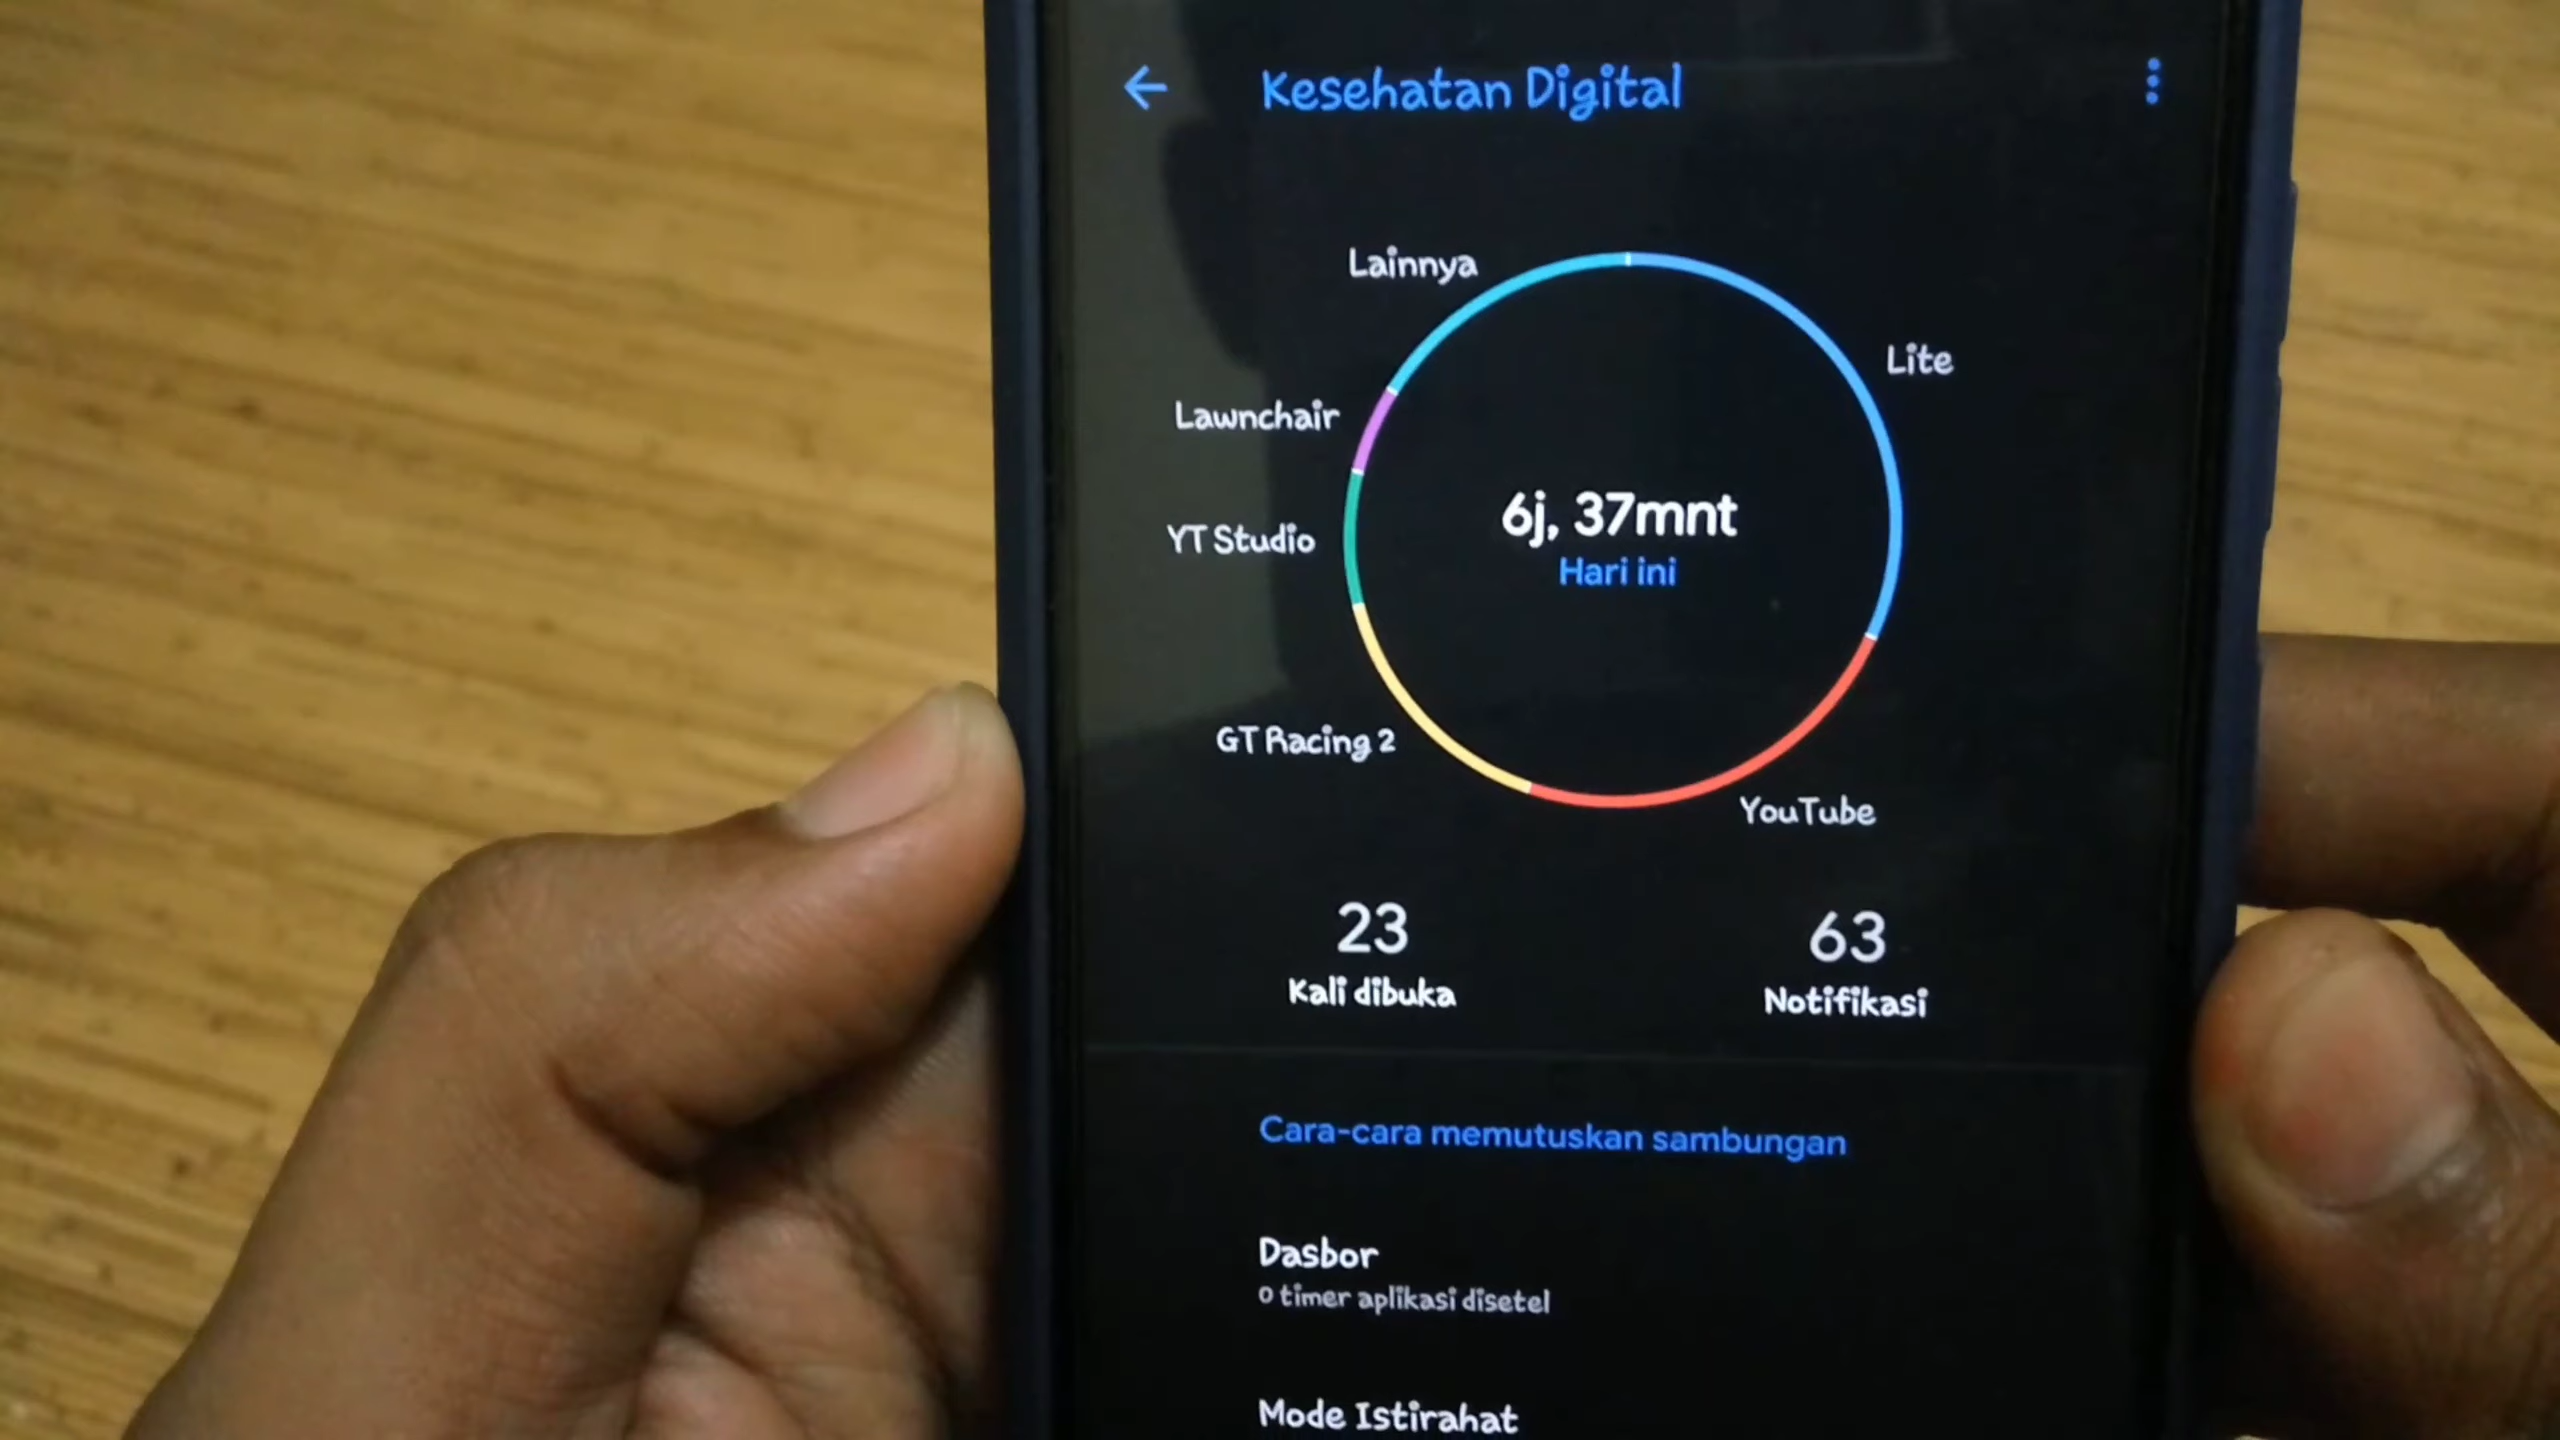 Kesehatan Digital
Lainnya
Lite
Lawnchair
6j, 37mnt
YT Studio
Hari ini
GT Racing 2
YouTube
23
Kali dibuka
63
Notifikasi
Cara-cara memutuskan sambungan
Dasbor
0 timer aplikasi disetel
Mode Istirahat